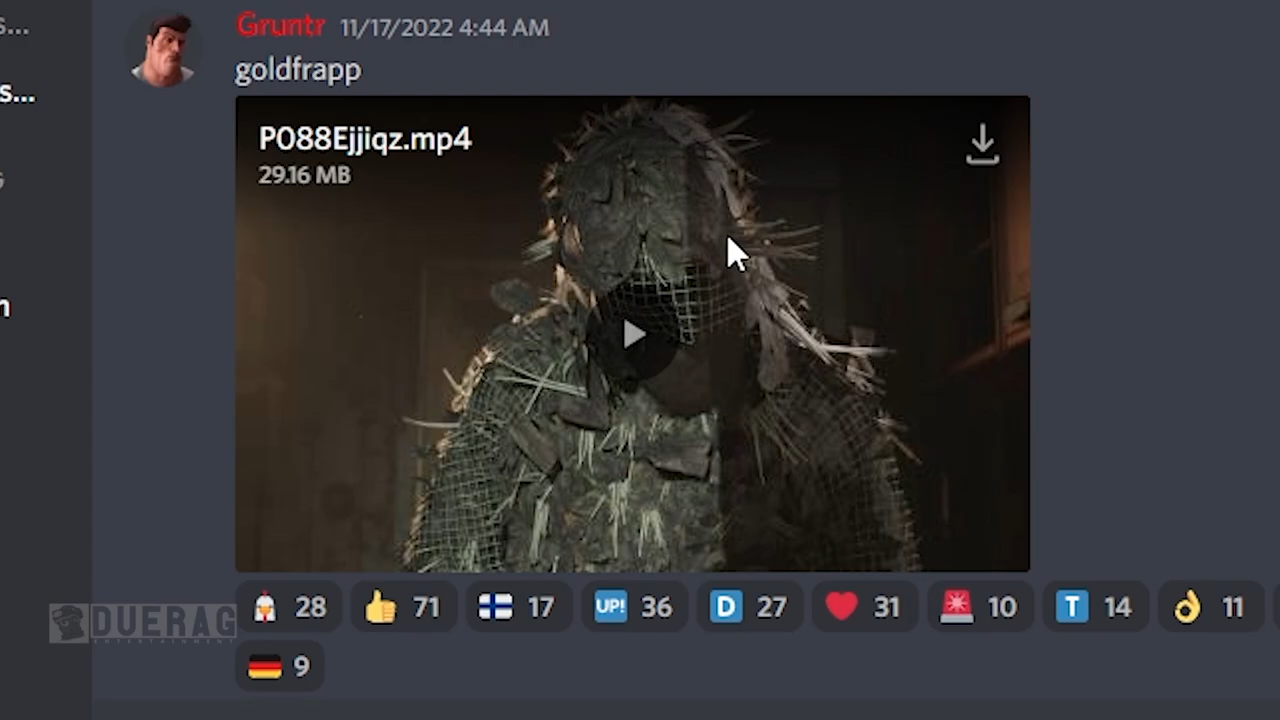 s...
Gruntr 11/17/2022 4:44 AM
goldfrapp
s...
P088Ejjiqz.mp4
29.16 MB
UP!
D
T
28
71
17
36
27
31
10
14
11
DUERAG
ENTERTAINMENT
9